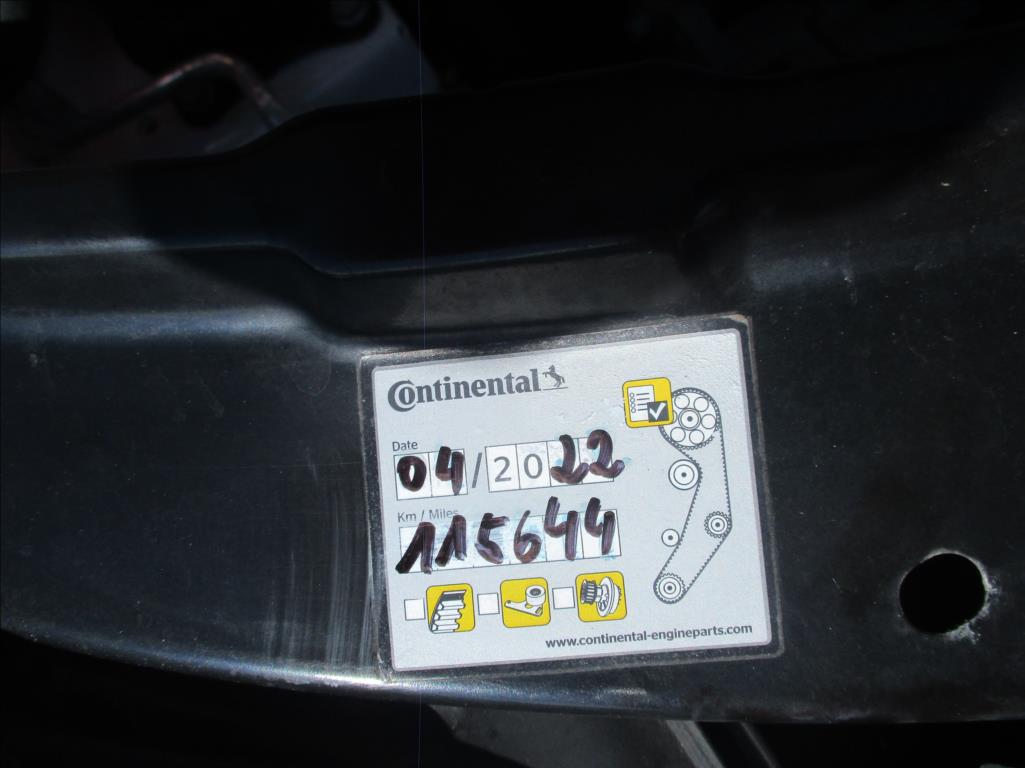 Continental
Date
04/2022
Km / Miles
115644
www.continental-engineparts.com